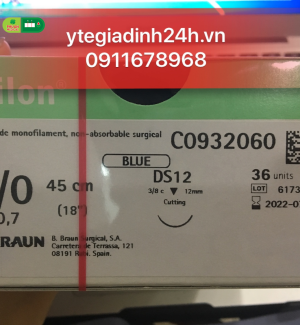 ytegiadinh24h.vn
0911678968
ilon
de monofilament, non-absorbable surgical
C0932060
BLUE
/0
45 cm
DS12
36 units
0,7
(18")
3/8 c ▼ 12mm
LOT 6173
Cutting
2022-0
BRAUN
B. Braun Surgical, S.A.
Carretera de Terrassa, 121
08191 Rubí. Spain.